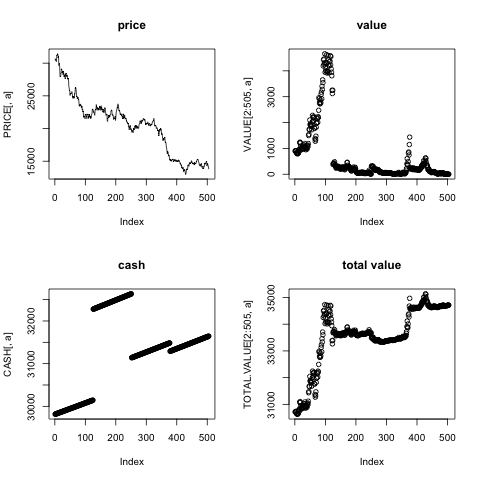 price
PRICE[, a]
15000 25000
0 100 200 300 400 500
Index
value
VALUE[2:505, a]
0 1000 3000
0 100 200 300 400 500
Index
cash
CASH[, a]
30000 31000 32000
0 100 200 300 400 500
Index
total value
TOTAL.VALUE[2:505, a]
31000 33000 35000
0 100 200 300 400 500
Index